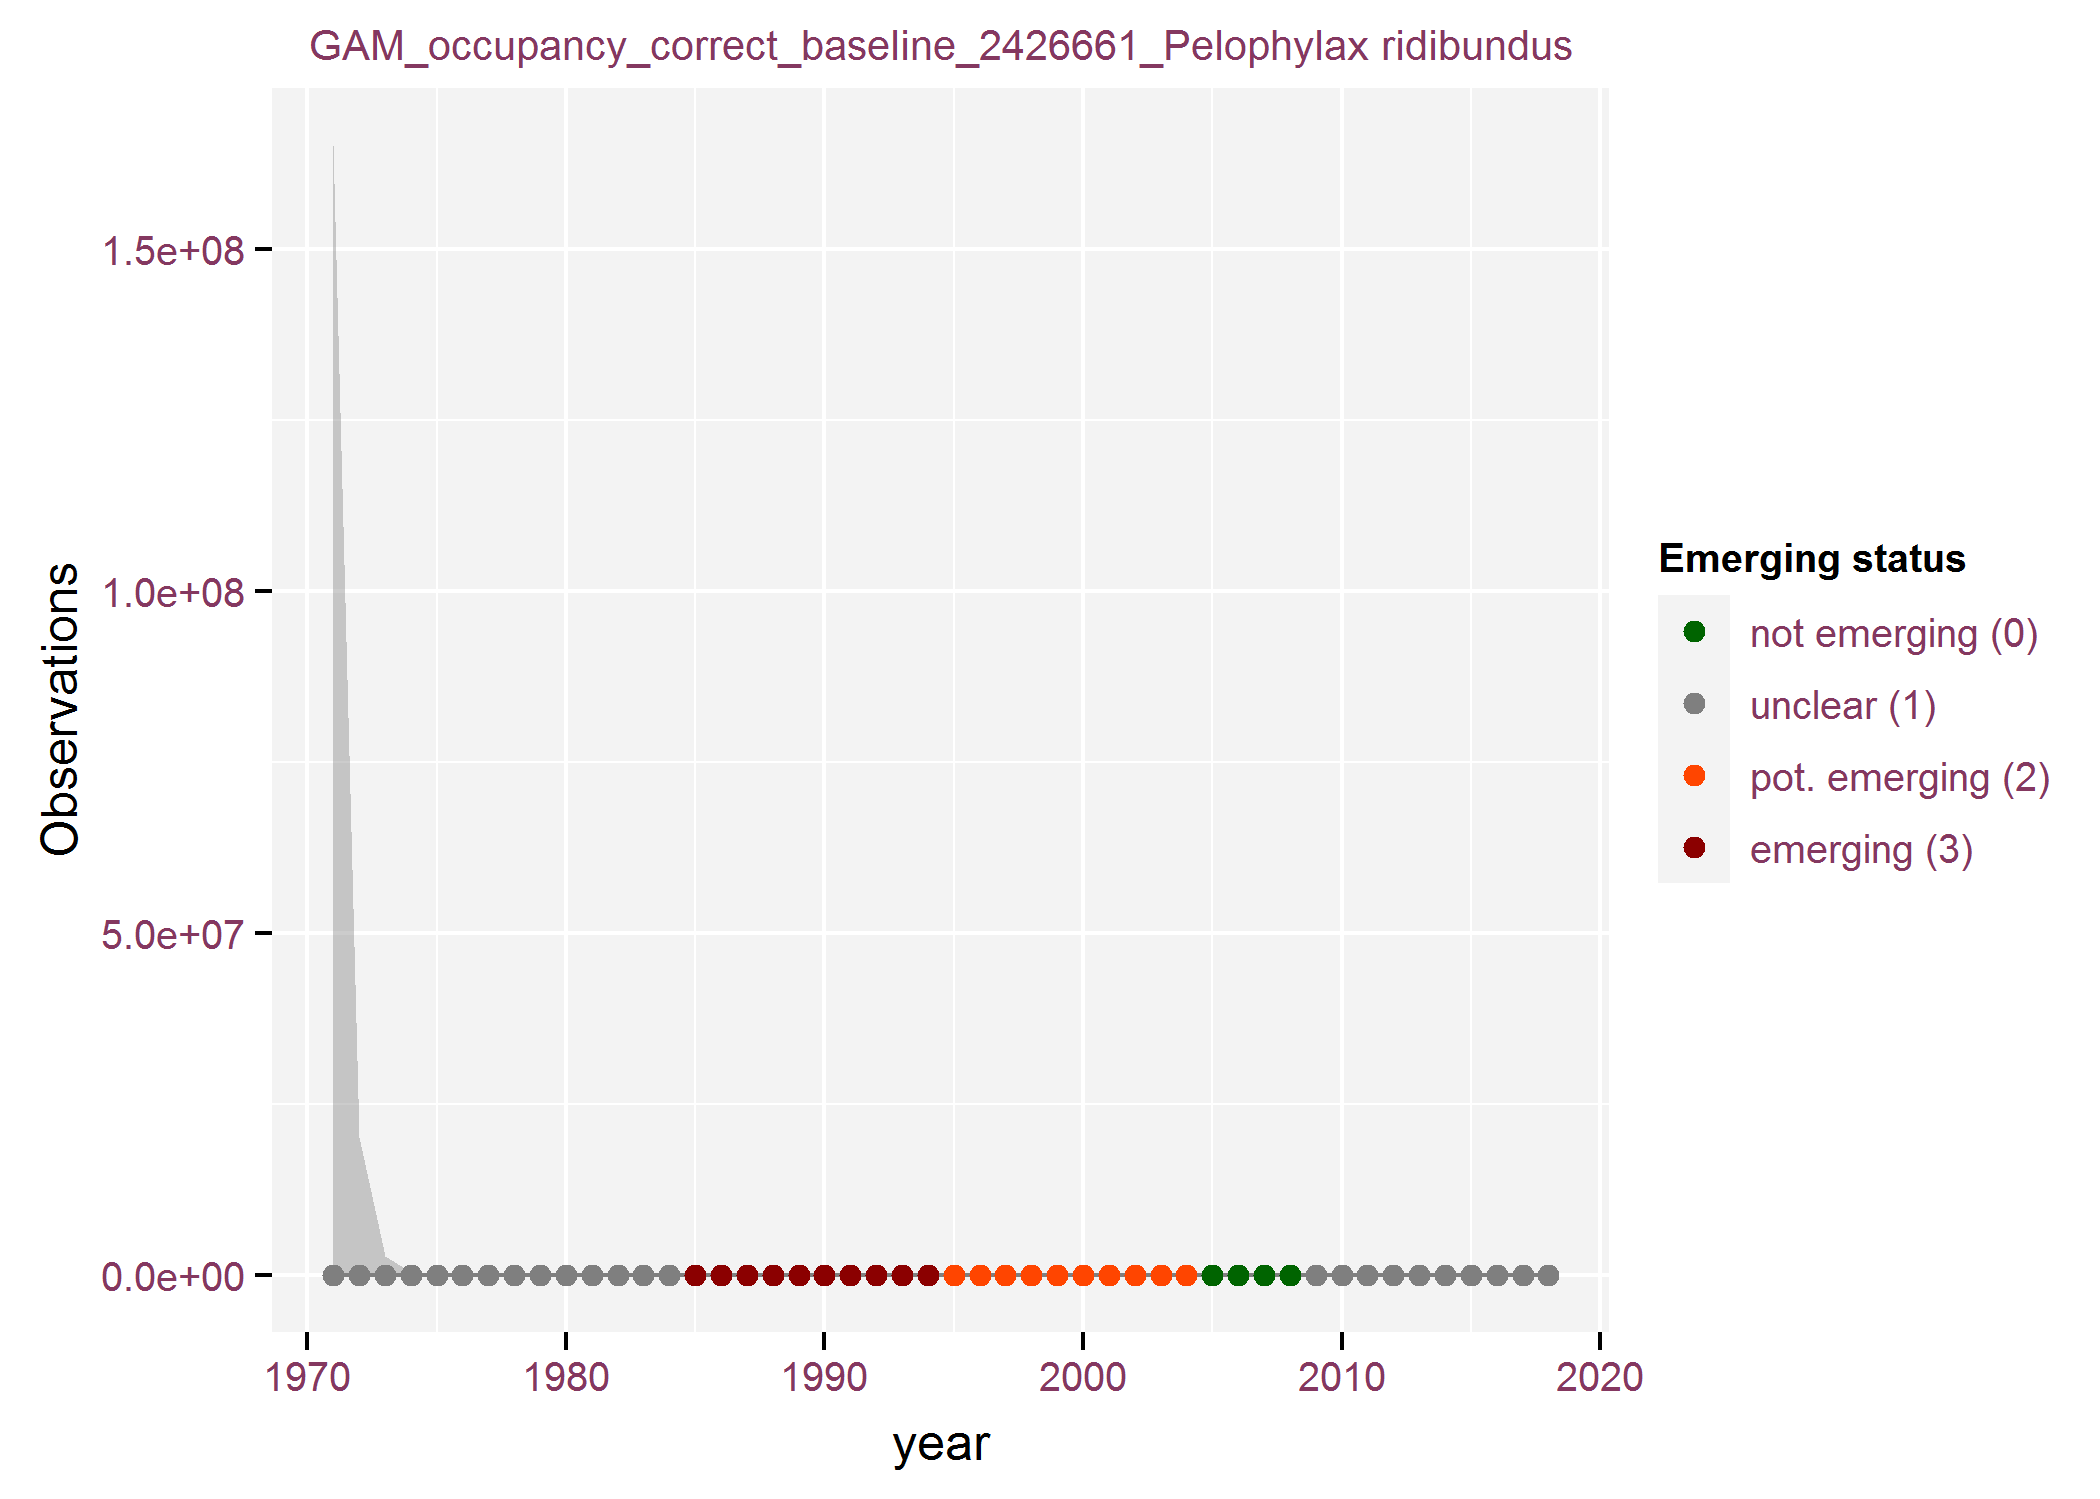 GAM_occupancy_correct_baseline_2426661_Pelophylax ridibundus
Observations
1.5e+08
1.0e+08
5.0e+07
0.0e+00
1970 1980 1990 2000 2010 2020
year
Emerging status
not emerging (0)
unclear (1)
pot. emerging (2)
emerging (3)